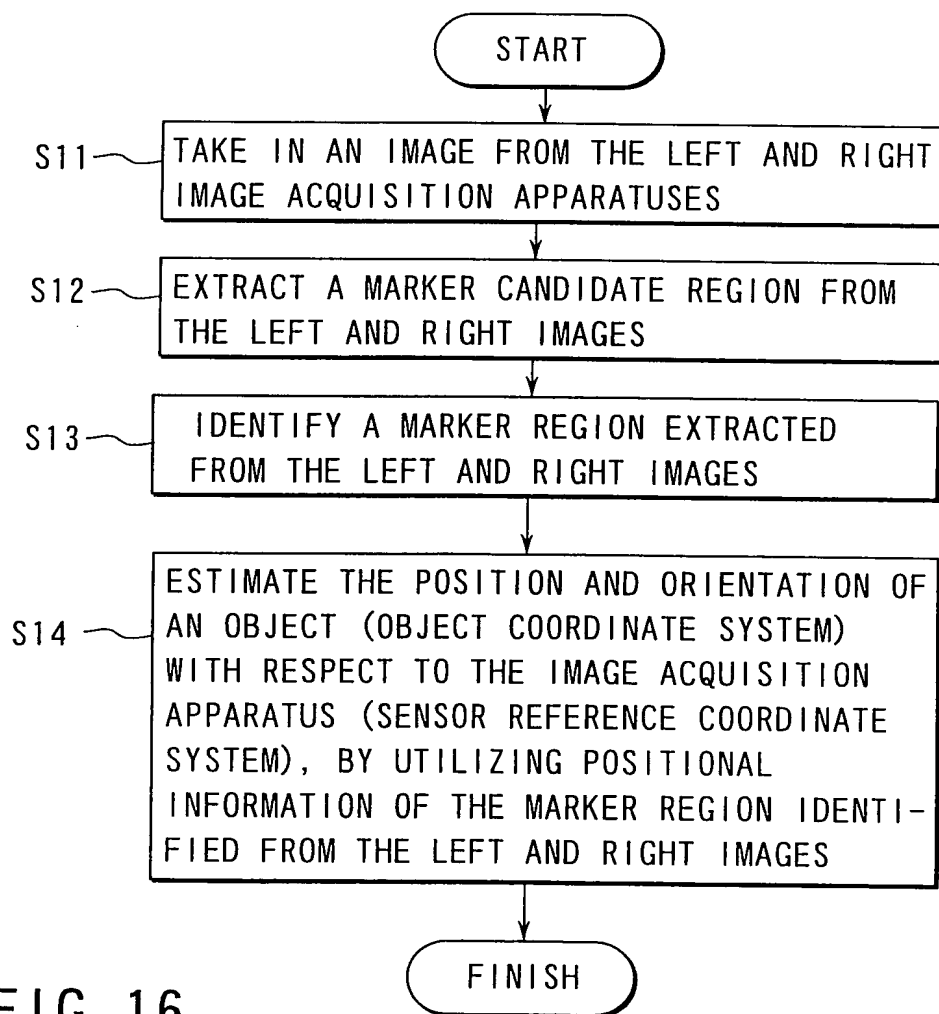 START
S11
TAKE IN AN IMAGE FROM THE LEFT AND RIGHT
IMAGE ACQUISITION APPARATUSES
S12
EXTRACT A MARKER CANDIDATE REGION FROM
THE LEFT AND RIGHT IMAGES
S13
IDENTIFY A MARKER REGION EXTRACTED
FROM THE LEFT AND RIGHT IMAGES
S14
ESTIMATE THE POSITION AND ORIENTATION OF
AN OBJECT (OBJECT COORDINATE SYSTEM)
WITH RESPECT TO THE IMAGE ACQUISITION
APPARATUS (SENSOR REFERENCE COORDINATE
SYSTEM), BY UTILIZING POSITIONAL
INFORMATION OF THE MARKER REGION IDENTI-
FIED FROM THE LEFT AND RIGHT IMAGES
FINISH
FIG.16